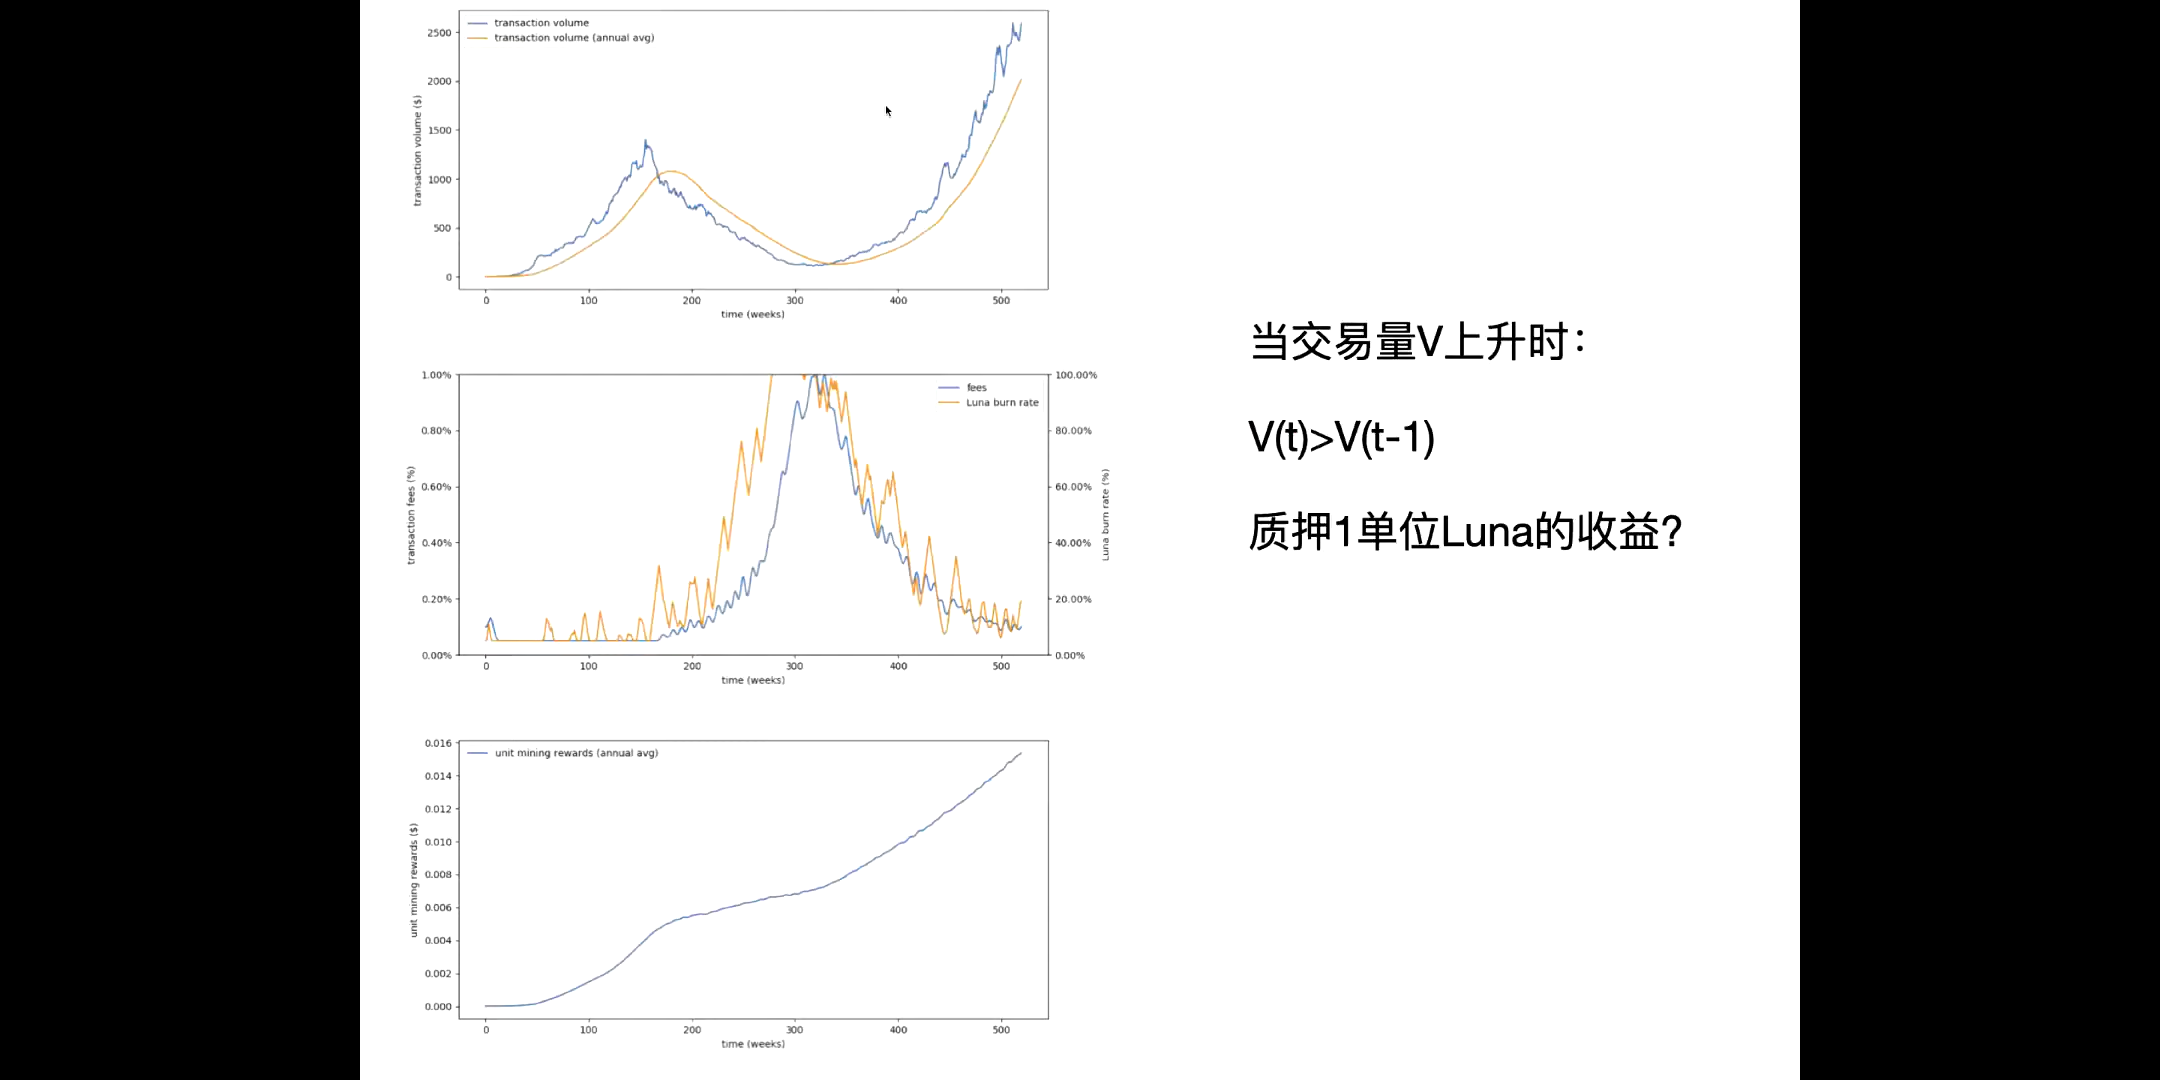 transaction volume
transaction volume (annual avg)
2500
2000
1500
1000
500
0
transaction volume ($)
0 100 200 300 400 500
time (weeks)
fees
Luna burn rate
1.00%
0.80%
0.60%
0.40%
0.20%
0.00%
transaction fees (%)
100.00%
80.00%
60.00%
40.00%
20.00%
0.00%
Luna burn rate (%)
0 100 200 300 400 500
time (weeks)
unit mining rewards (annual avg)
0.016
0.014
0.012
0.010
0.008
0.006
0.004
0.002
0.000
unit mining rewards ($)
0 100 200 300 400 500
time (weeks)
当交易量V上升时：
V(t)>V(t-1)
质押1单位Luna的收益?